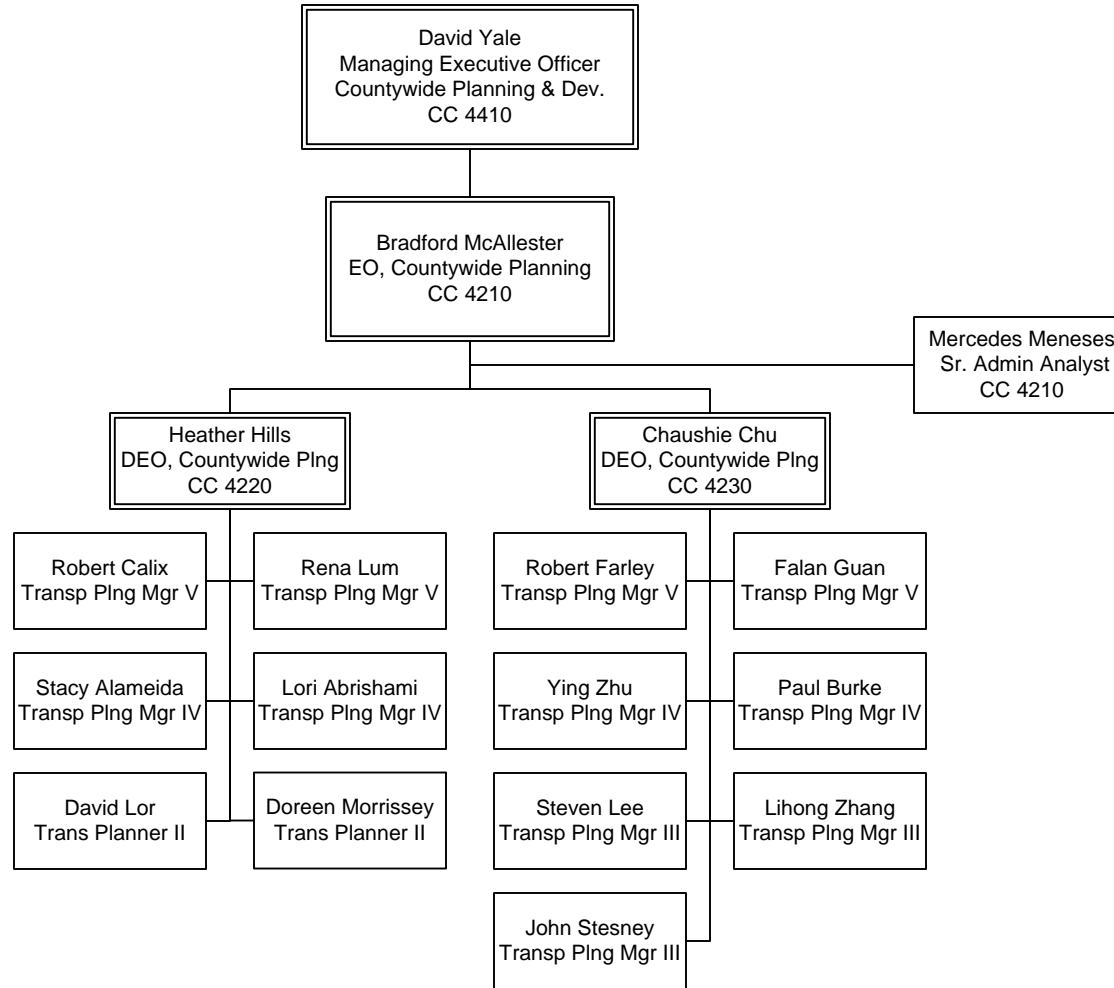 David Yale
Managing Executive Officer
Countywide Planning & Dev.
CC 4410
Bradford McAllester
EO, Countywide Planning
CC 4210
Mercedes Meneses
Sr. Admin Analyst
CC 4210
Heather Hills
DEO, Countywide Plng
CC 4220
Chaushie Chu
DEO, Countywide Plng
CC 4230
Robert Calix
Transp Plng Mgr V
Rena Lum
Transp Plng Mgr V
Robert Farley
Transp Plng Mgr V
Falan Guan
Transp Plng Mgr V
Stacy Alameida
Transp Plng Mgr IV
Lori Abrishami
Transp Plng Mgr IV
Ying Zhu
Transp Plng Mgr IV
Paul Burke
Transp Plng Mgr IV
David Lor
Trans Planner II
Doreen Morrissey
Trans Planner II
Steven Lee
Transp Plng Mgr III
Lihong Zhang
Transp Plng Mgr III
John Stesney
Transp Plng Mgr III